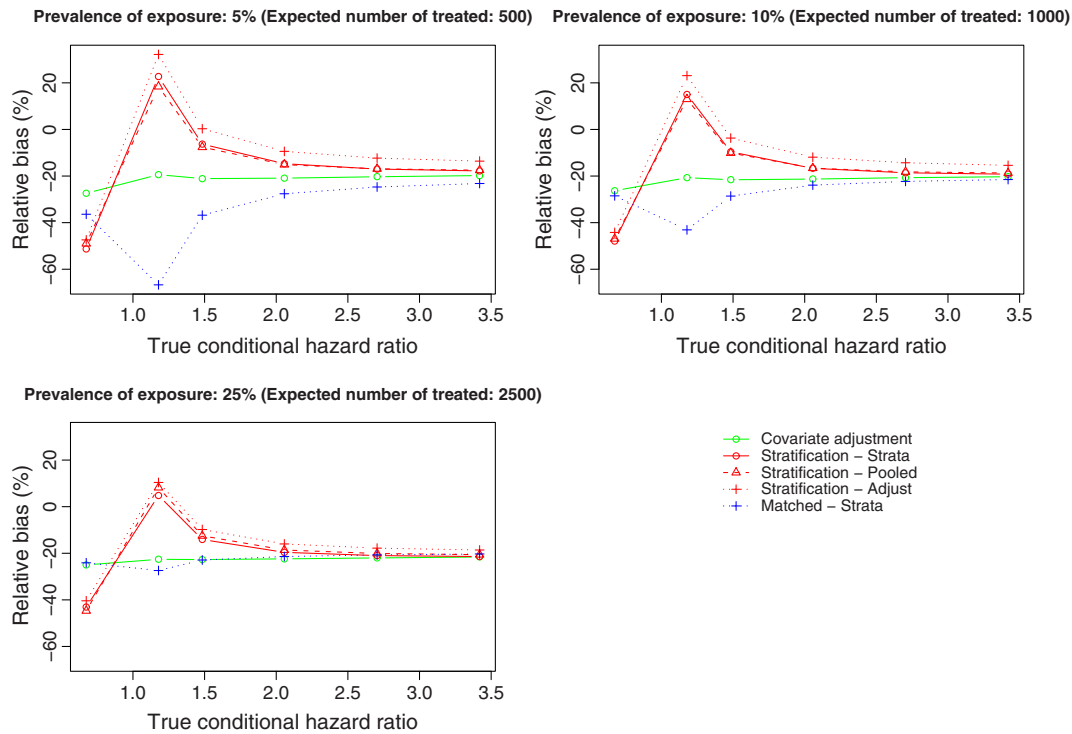 Prevalence of exposure: 5% (Expected number of treated: 500)
Relative bias (%)
20
0
−20
−40
−60
1.0 1.5 2.0 2.5 3.0 3.5
True conditional hazard ratio
Prevalence of exposure: 10% (Expected number of treated: 1000)
Relative bias (%)
20
0
−20
−40
−60
1.0 1.5 2.0 2.5 3.0 3.5
True conditional hazard ratio
Prevalence of exposure: 25% (Expected number of treated: 2500)
Relative bias (%)
20
0
−20
−40
−60
1.0 1.5 2.0 2.5 3.0 3.5
True conditional hazard ratio
Covariate adjustment
Stratification − Strata
Stratification − Pooled
Stratification − Adjust
Matched − Strata